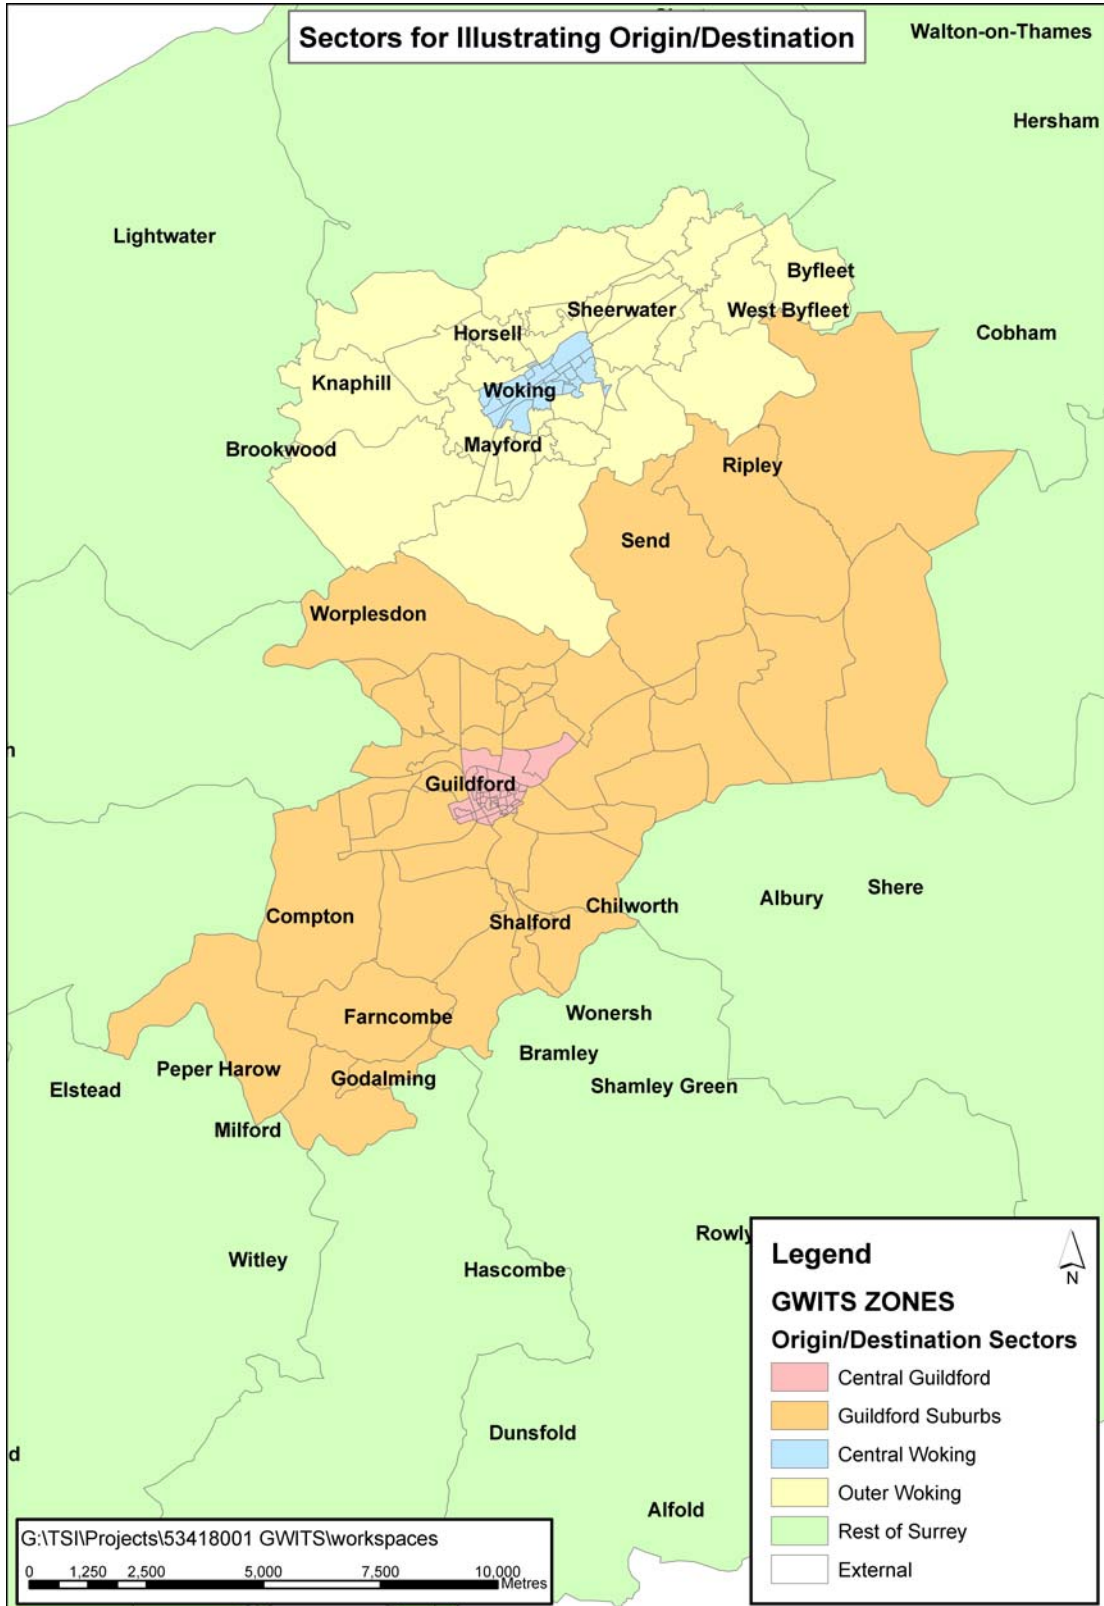 Sectors for Illustrating Origin/Destination
Walton-on-Thames
Hersham
Lightwater
Byfleet
Sheerwater
West Byfleet
Horsell
Cobham
Knaphill
Woking
Mayford
Brookwood
Ripley
Send
Worplesdon
n
Guildford
Albury
Shere
Chilworth
Compton
Shalford
Farncombe
Wonersh
Bramley
Peper Harow
Godalming
Shamley Green
Elstead
Milford
Rowly
Witley
Hascombe
Dunsfold
d
Alfold
Legend
N
GWITS ZONES
Origin/Destination Sectors
Central Guildford
Guildford Suburbs
Central Woking
Outer Woking
Rest of Surrey
External
G:\TSI\Projects\53418001 GWITS\workspaces
0 1,250 2,500 5,000 7,500 10,000
Metres